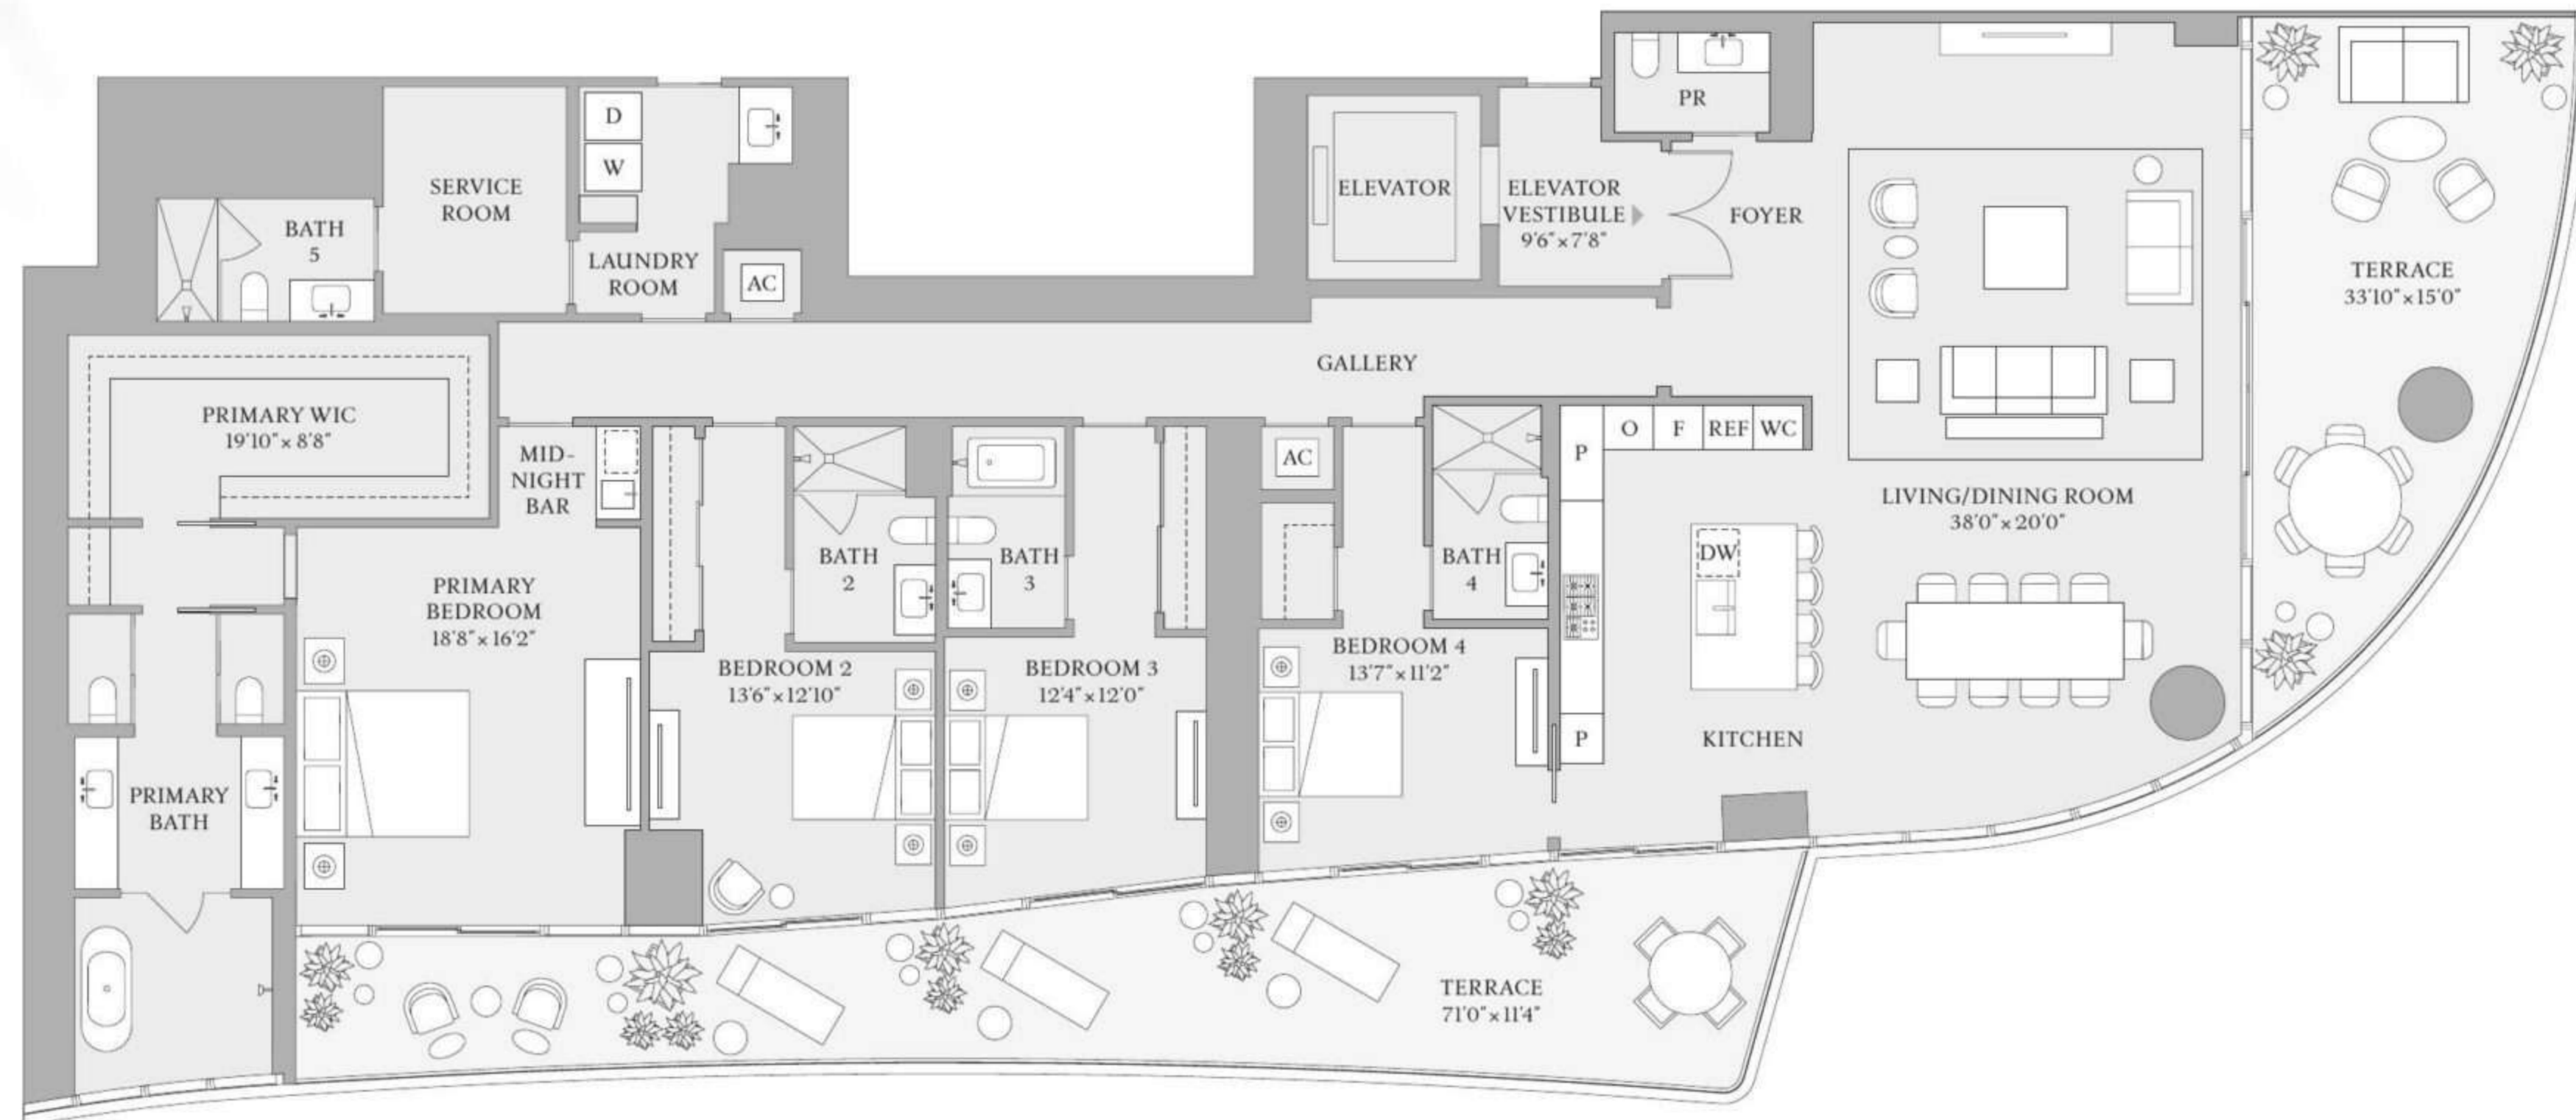 D
W
SERVICE
ROOM
BATH
5
LAUNDRY
ROOM
AC
PR
ELEVATOR
ELEVATOR
VESTIBULE
9'6"×7'8"
FOYER
TERRACE
33'10"×15'0"
GALLERY
PRIMARY WIC
19'10"×8'8"
MID-
NIGHT
BAR
AC
P
O
F
REF
WC
LIVING/DINING ROOM
38'0"×20'0"
BATH
2
BATH
3
BATH
4
DW
PRIMARY
BEDROOM
18'8"×16'2"
BEDROOM 2
13'6"×12'10"
BEDROOM 3
12'4"×12'0"
BEDROOM 4
13'7"×11'2"
P
KITCHEN
PRIMARY
BATH
TERRACE
71'0"×11'4"